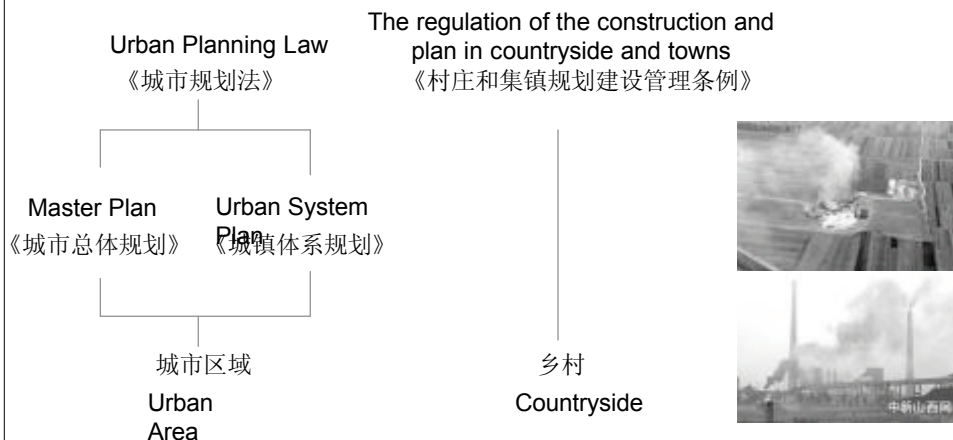 Urban Planning Law
《城市规划法》
The regulation of the construction and
plan in countryside and towns
《村庄和集镇规划建设管理条例》
Master Plan
《城市总体规划》
Urban System
Plan
《城镇体系规划》
城市区域
Urban
Area
乡村
Countryside
中新山西网